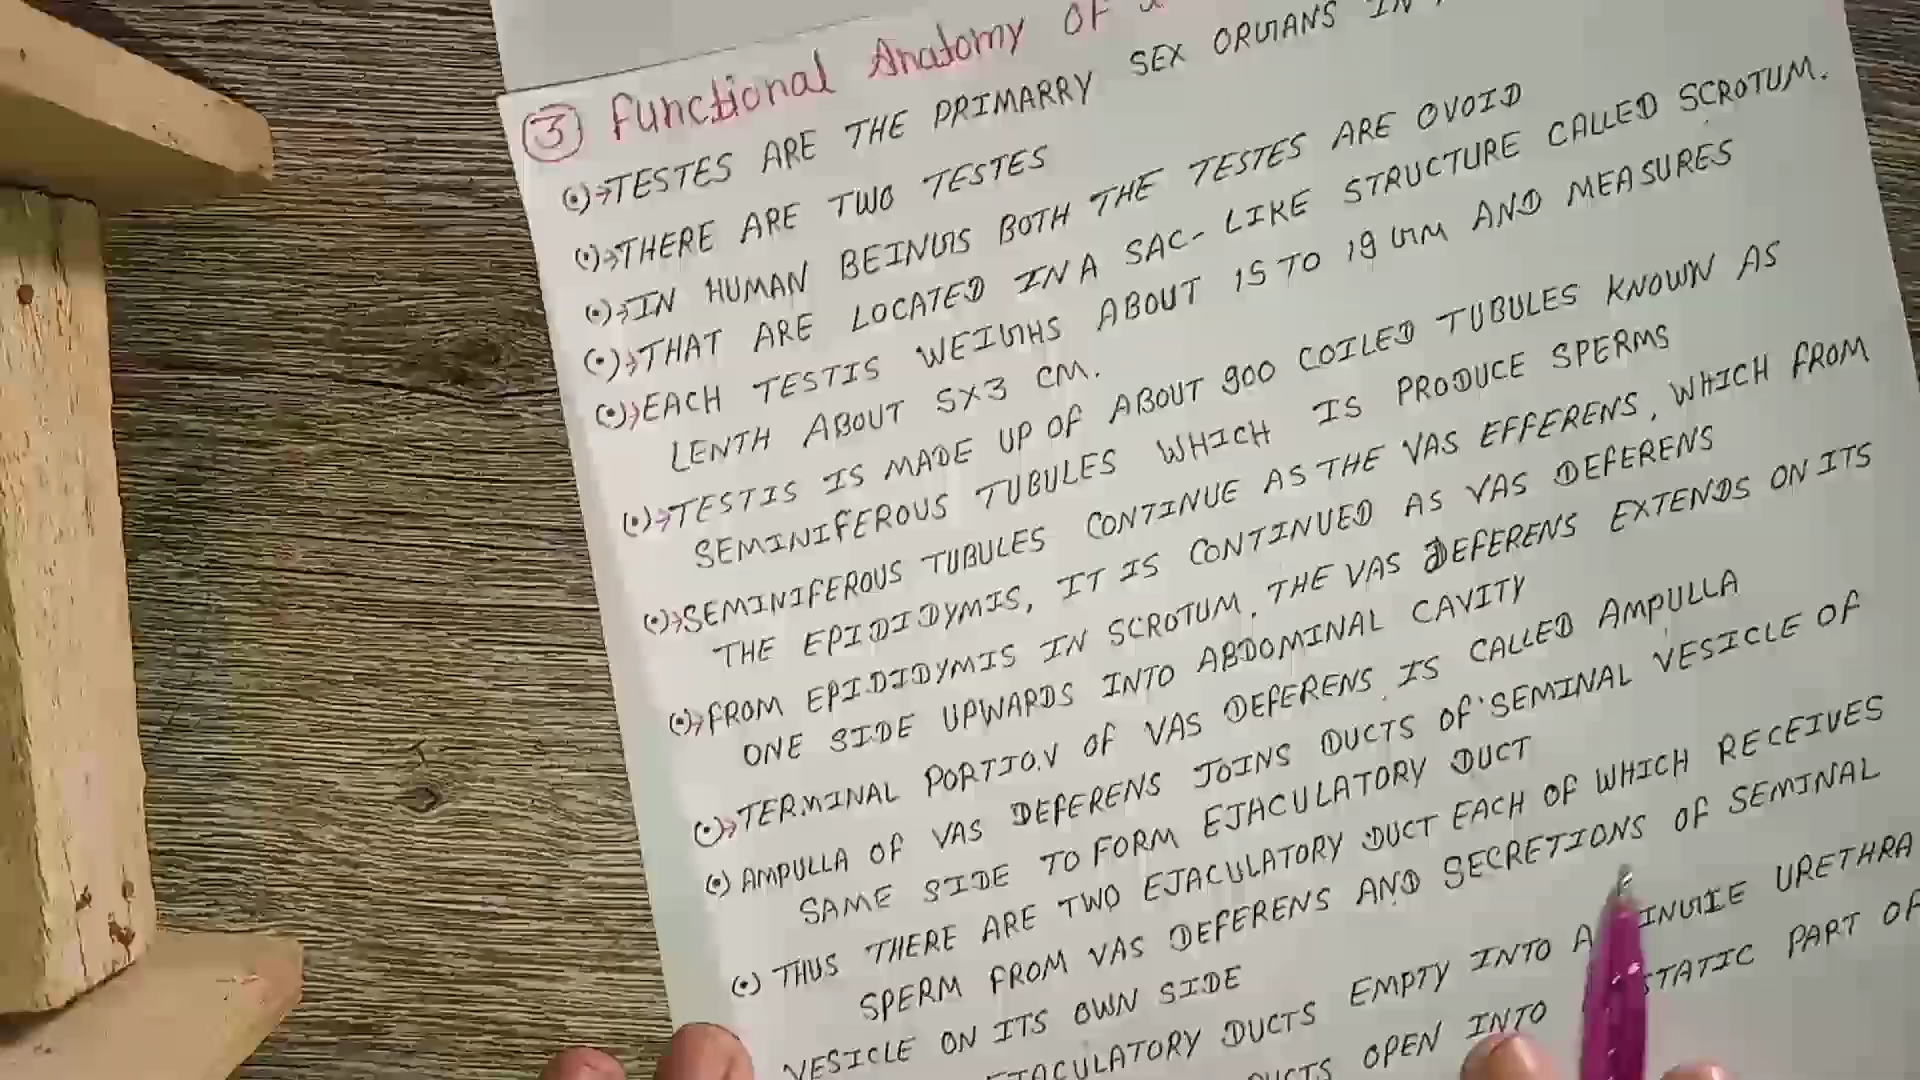 ③ Functional Anatomy OF
(•)→TESTES ARE THE PRIMARRY SEX ORGANS IN
(•)→THERE ARE TWO TESTES
(•)→IN HUMAN BEINGS BOTH THE TESTES ARE OVOID
(•)→THAT ARE LOCATED IN A SAC-LIKE STRUCTURE CALLED SCROTUM.
(•)→EACH TESTIS WEIGHS ABOUT 15 TO 19 GM AND MEASURES
LENTH ABOUT 5X3 CM.
(•)→TESTIS IS MADE UP OF ABOUT 900 COILED TUBULES KNOWN AS
SEMINIFEROUS TUBULES WHICH IS PRODUCE SPERMS
(•)→SEMINIFEROUS TUBULES CONTINUE AS THE VAS EFFERENS, WHICH FROM
THE EPIDIDYMIS, IT IS CONTINUED AS VAS DEFERENS
(•)→FROM EPIDIDYMIS IN SCROTUM. THE VAS DEFERENS EXTENDS ON ITS
ONE SIDE UPWARDS INTO ABDOMINAL CAVITY
(•)→TERMINAL PORTION OF VAS DEFERENS IS CALLED AMPULLA
(•) AMPULLA OF VAS DEFERENS JOINS DUCTS OF SEMINAL VESICLE OF
SAME SIDE TO FORM EJACULATORY DUCT
(•) THUS THERE ARE TWO EJACULATORY DUCT EACH OF WHICH RECEIVES
SPERM FROM VAS DEFERENS AND SECRETIONS OF SEMINAL
VESICLE ON ITS OWN SIDE
DUCTS EMPTY INTO A URETHRA
OPEN INTO PART OF